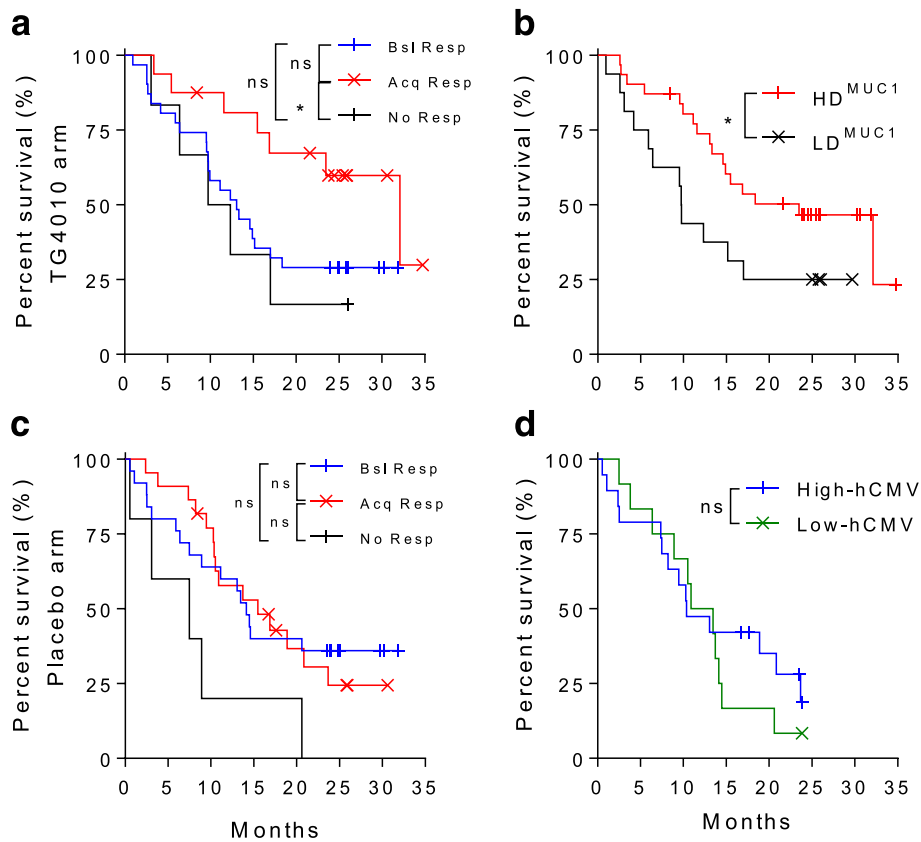 a
Percent survival (%)
TG4010 arm
100
75
50
25
0
0 5 10 15 20 25 30 35
ns
ns
*
Bsl Resp
Acq Resp
No Resp
b
Percent survival (%)
100
75
50
25
0
0 5 10 15 20 25 30 35
*
HD^MUC1
LD^MUC1
c
Percent survival (%)
Placebo arm
100
75
50
25
0
0 5 10 15 20 25 30 35
Months
ns
ns
ns
Bsl Resp
Acq Resp
No Resp
d
Percent survival (%)
100
75
50
25
0
0 5 10 15 20 25 30 35
Months
ns
High-hCMV
Low-hCMV